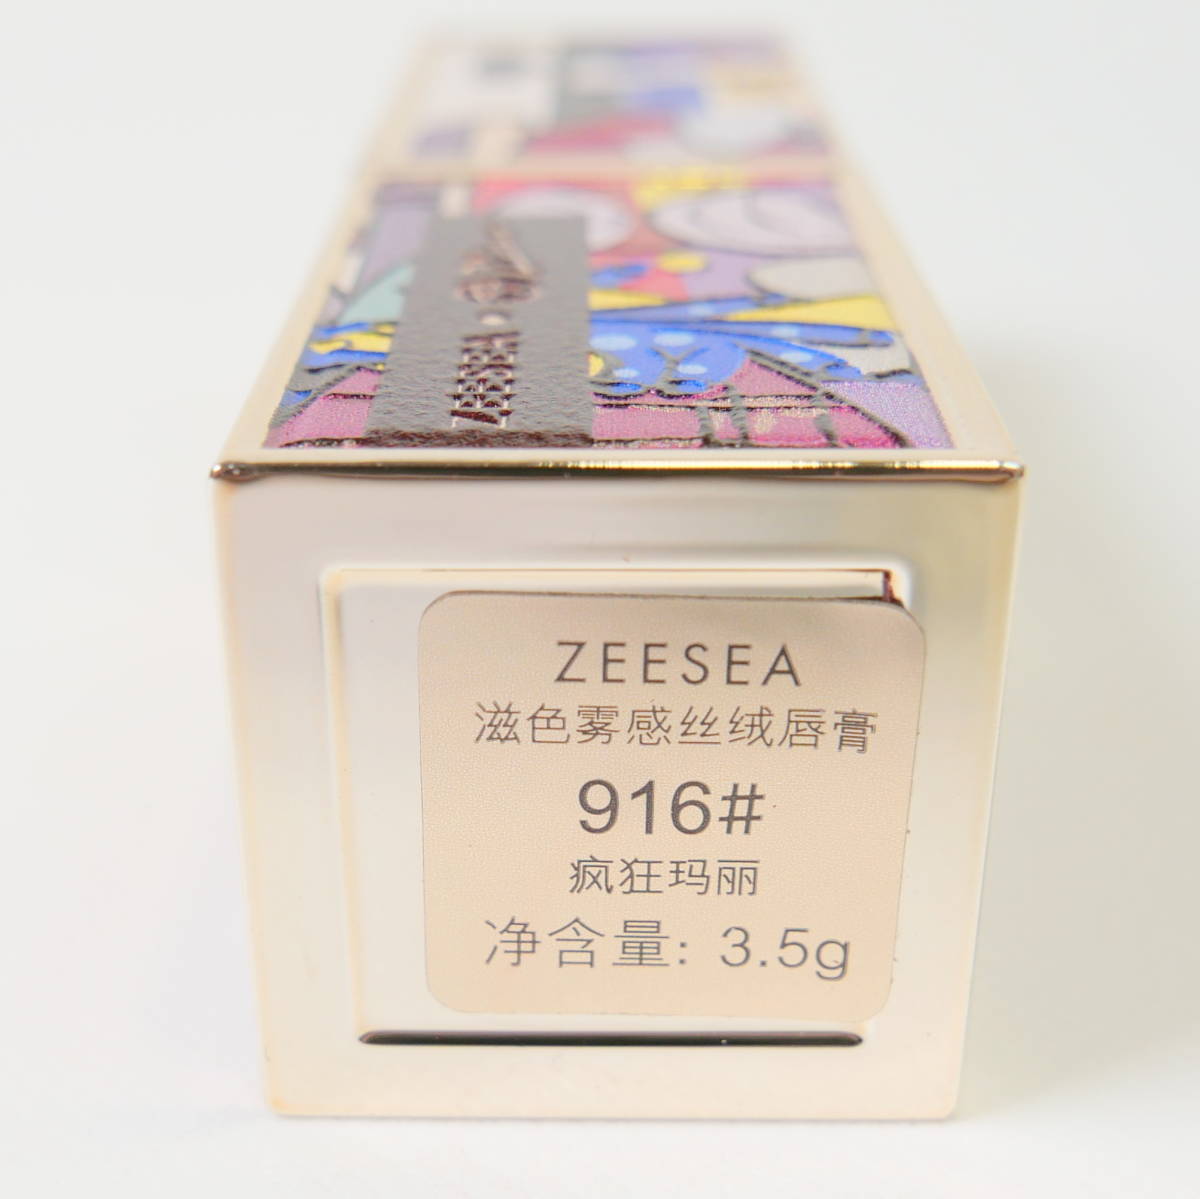 ZEESEA
ZEESEA
滋色雾感丝绒唇膏
916#
疯狂玛丽
净含量: 3.5g